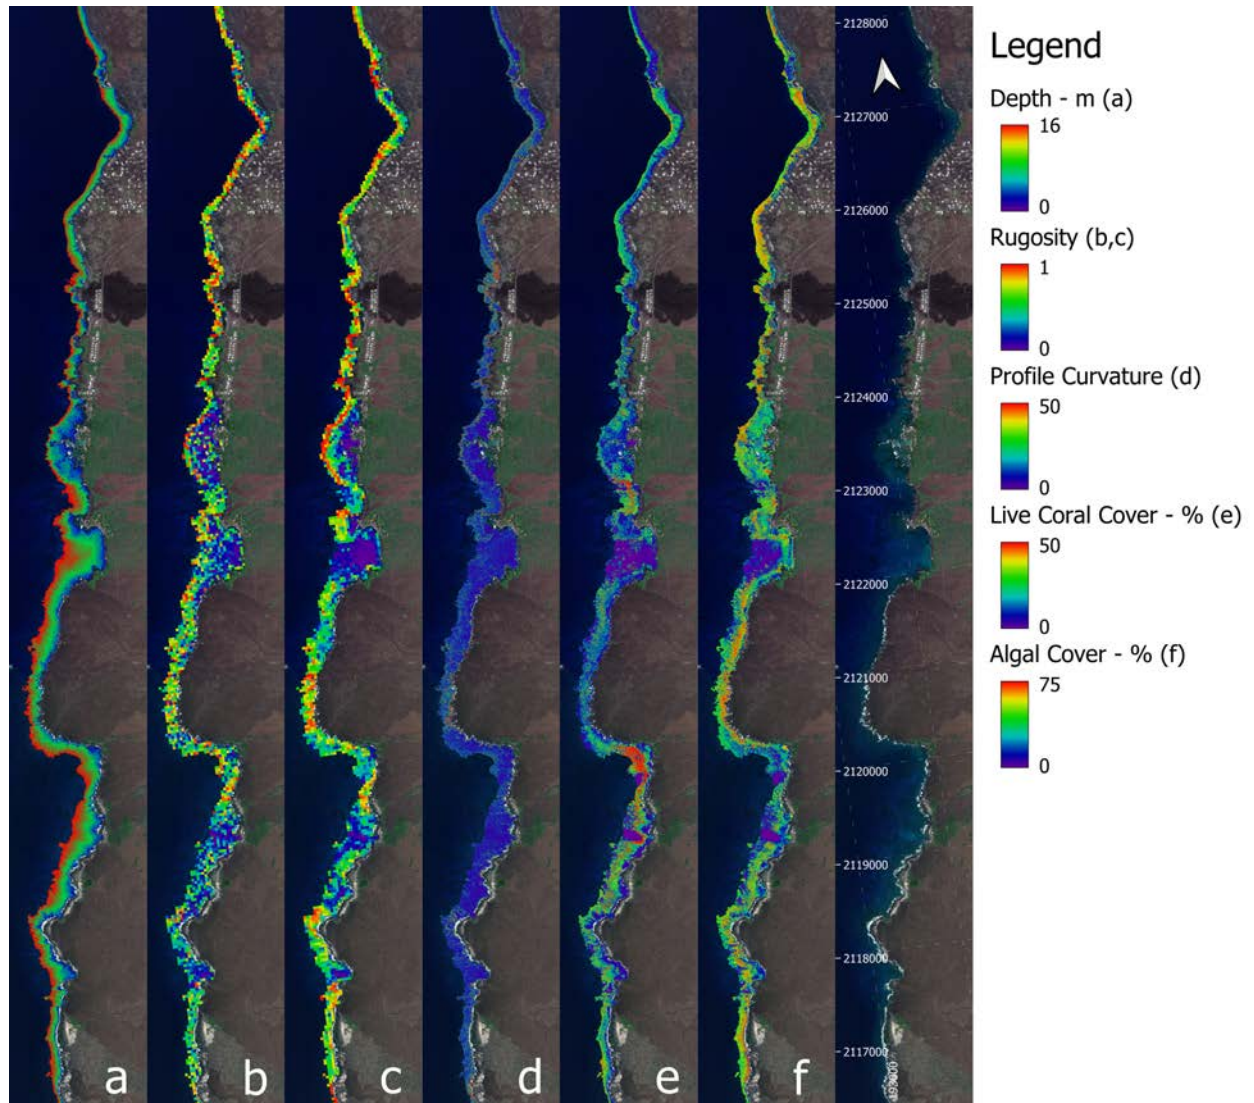 2128000
2127000
2126000
2125000
2124000
2123000
2122000
2121000
2120000
2119000
2118000
2117000
193000
a
b
c
d
e
f
Legend
Depth - m (a)
16
0
Rugosity (b,c)
1
0
Profile Curvature (d)
50
0
Live Coral Cover - % (e)
50
0
Algal Cover - % (f)
75
0